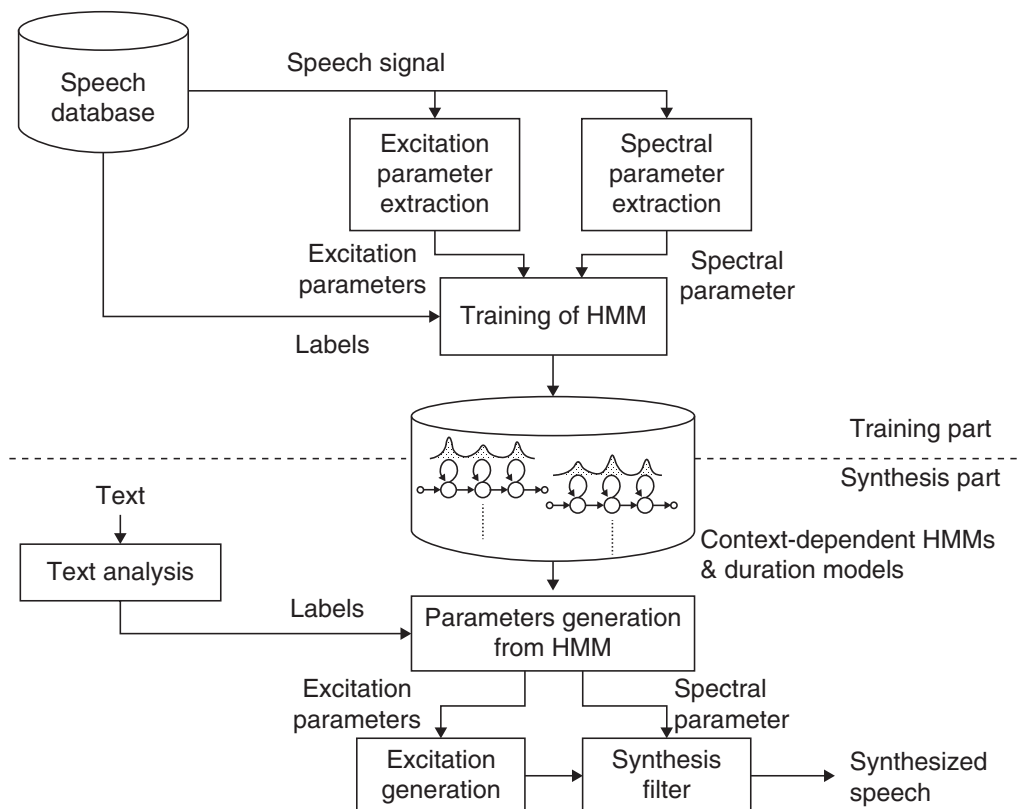 Speech
database
Speech signal
Excitation
parameter
extraction
Spectral
parameter
extraction
Excitation
parameters
Spectral
parameter
Training of HMM
Labels
Training part
Synthesis part
Text
Text analysis
Context-dependent HMMs
& duration models
Labels
Parameters generation
from HMM
Excitation
parameters
Spectral
parameter
Excitation
generation
Synthesis
filter
Synthesized
speech